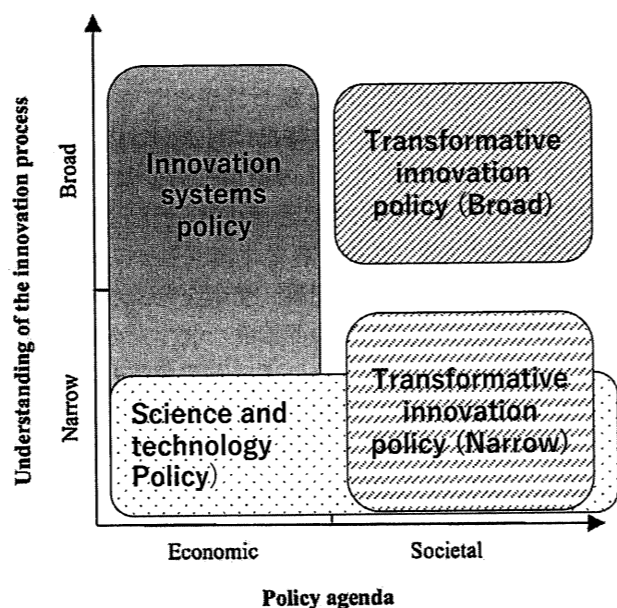 Understanding of the innovation process
Broad
Narrow
Innovation
systems
policy
Transformative
innovation
policy (Broad)
Science and
technology
Policy)
Transformative
innovation
policy (Narrow)
Economic
Societal
Policy agenda